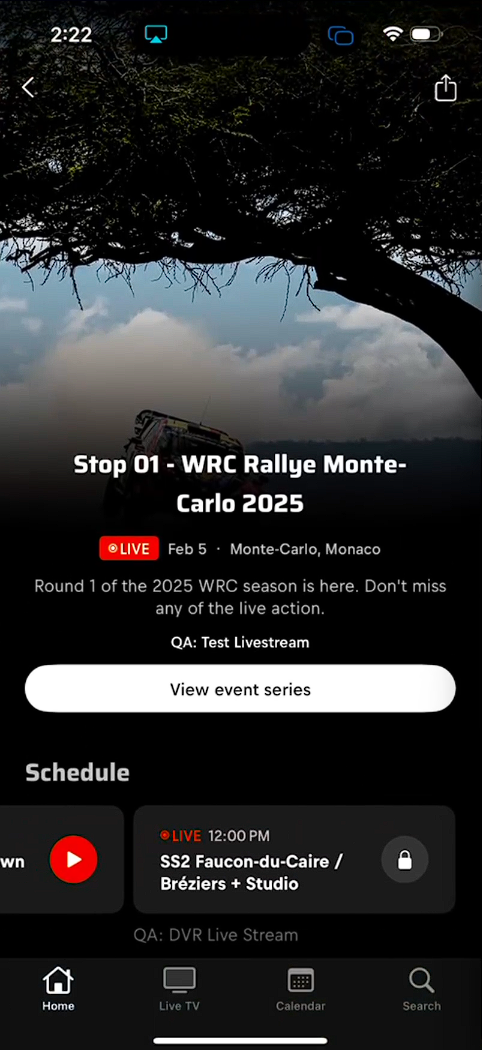 2:22
Stop 01 - WRC Rallye Monte-
Carlo 2025
LIVE Feb 5 · Monte-Carlo, Monaco
Round 1 of the 2025 WRC season is here. Don't miss
any of the live action.
QA: Test Livestream
View event series
Schedule
wn
LIVE 12:00 PM
SS2 Faucon-du-Caire /
Bréziers + Studio
QA: DVR Live Stream
Home Live TV Calendar Search